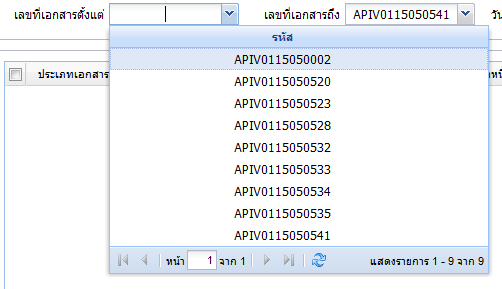 เลขที่เอกสารตั้งแต่ เลขที่เอกสารถึง APIV0115050541 วัน
รหัส
ประเภทเอกสาร
APIV0115050002
APIV0115050520
APIV0115050523
APIV0115050528
APIV0115050532
APIV0115050533
APIV0115050534
APIV0115050535
APIV0115050541
หน้า 1 จาก 1 แสดงรายการ 1 - 9 จาก 9